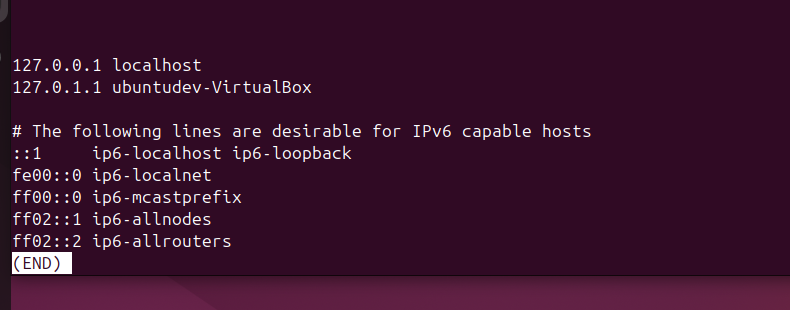 127.0.0.1 localhost
127.0.1.1 ubuntudev-VirtualBox
# The following lines are desirable for IPv6 capable hosts
::1     ip6-localhost ip6-loopback
fe00::0 ip6-localnet
ff00::0 ip6-mcastprefix
ff02::1 ip6-allnodes
ff02::2 ip6-allrouters
(END)